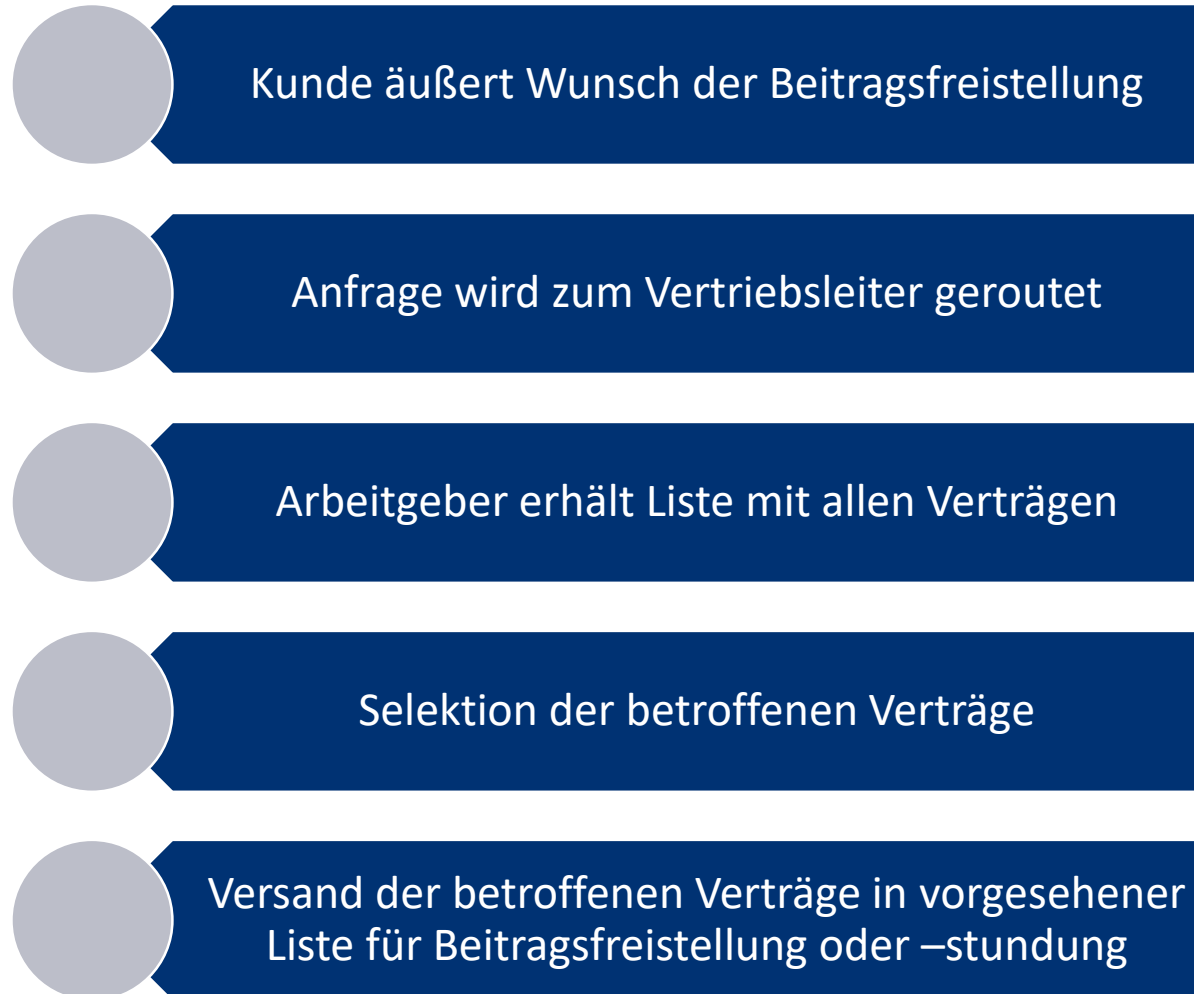 Kunde äußert Wunsch der Beitragsfreistellung
Anfrage wird zum Vertriebsleiter geroutet
Arbeitgeber erhält Liste mit allen Verträgen
Selektion der betroffenen Verträge
Versand der betroffenen Verträge in vorgesehener
Liste für Beitragsfreistellung oder –stundung